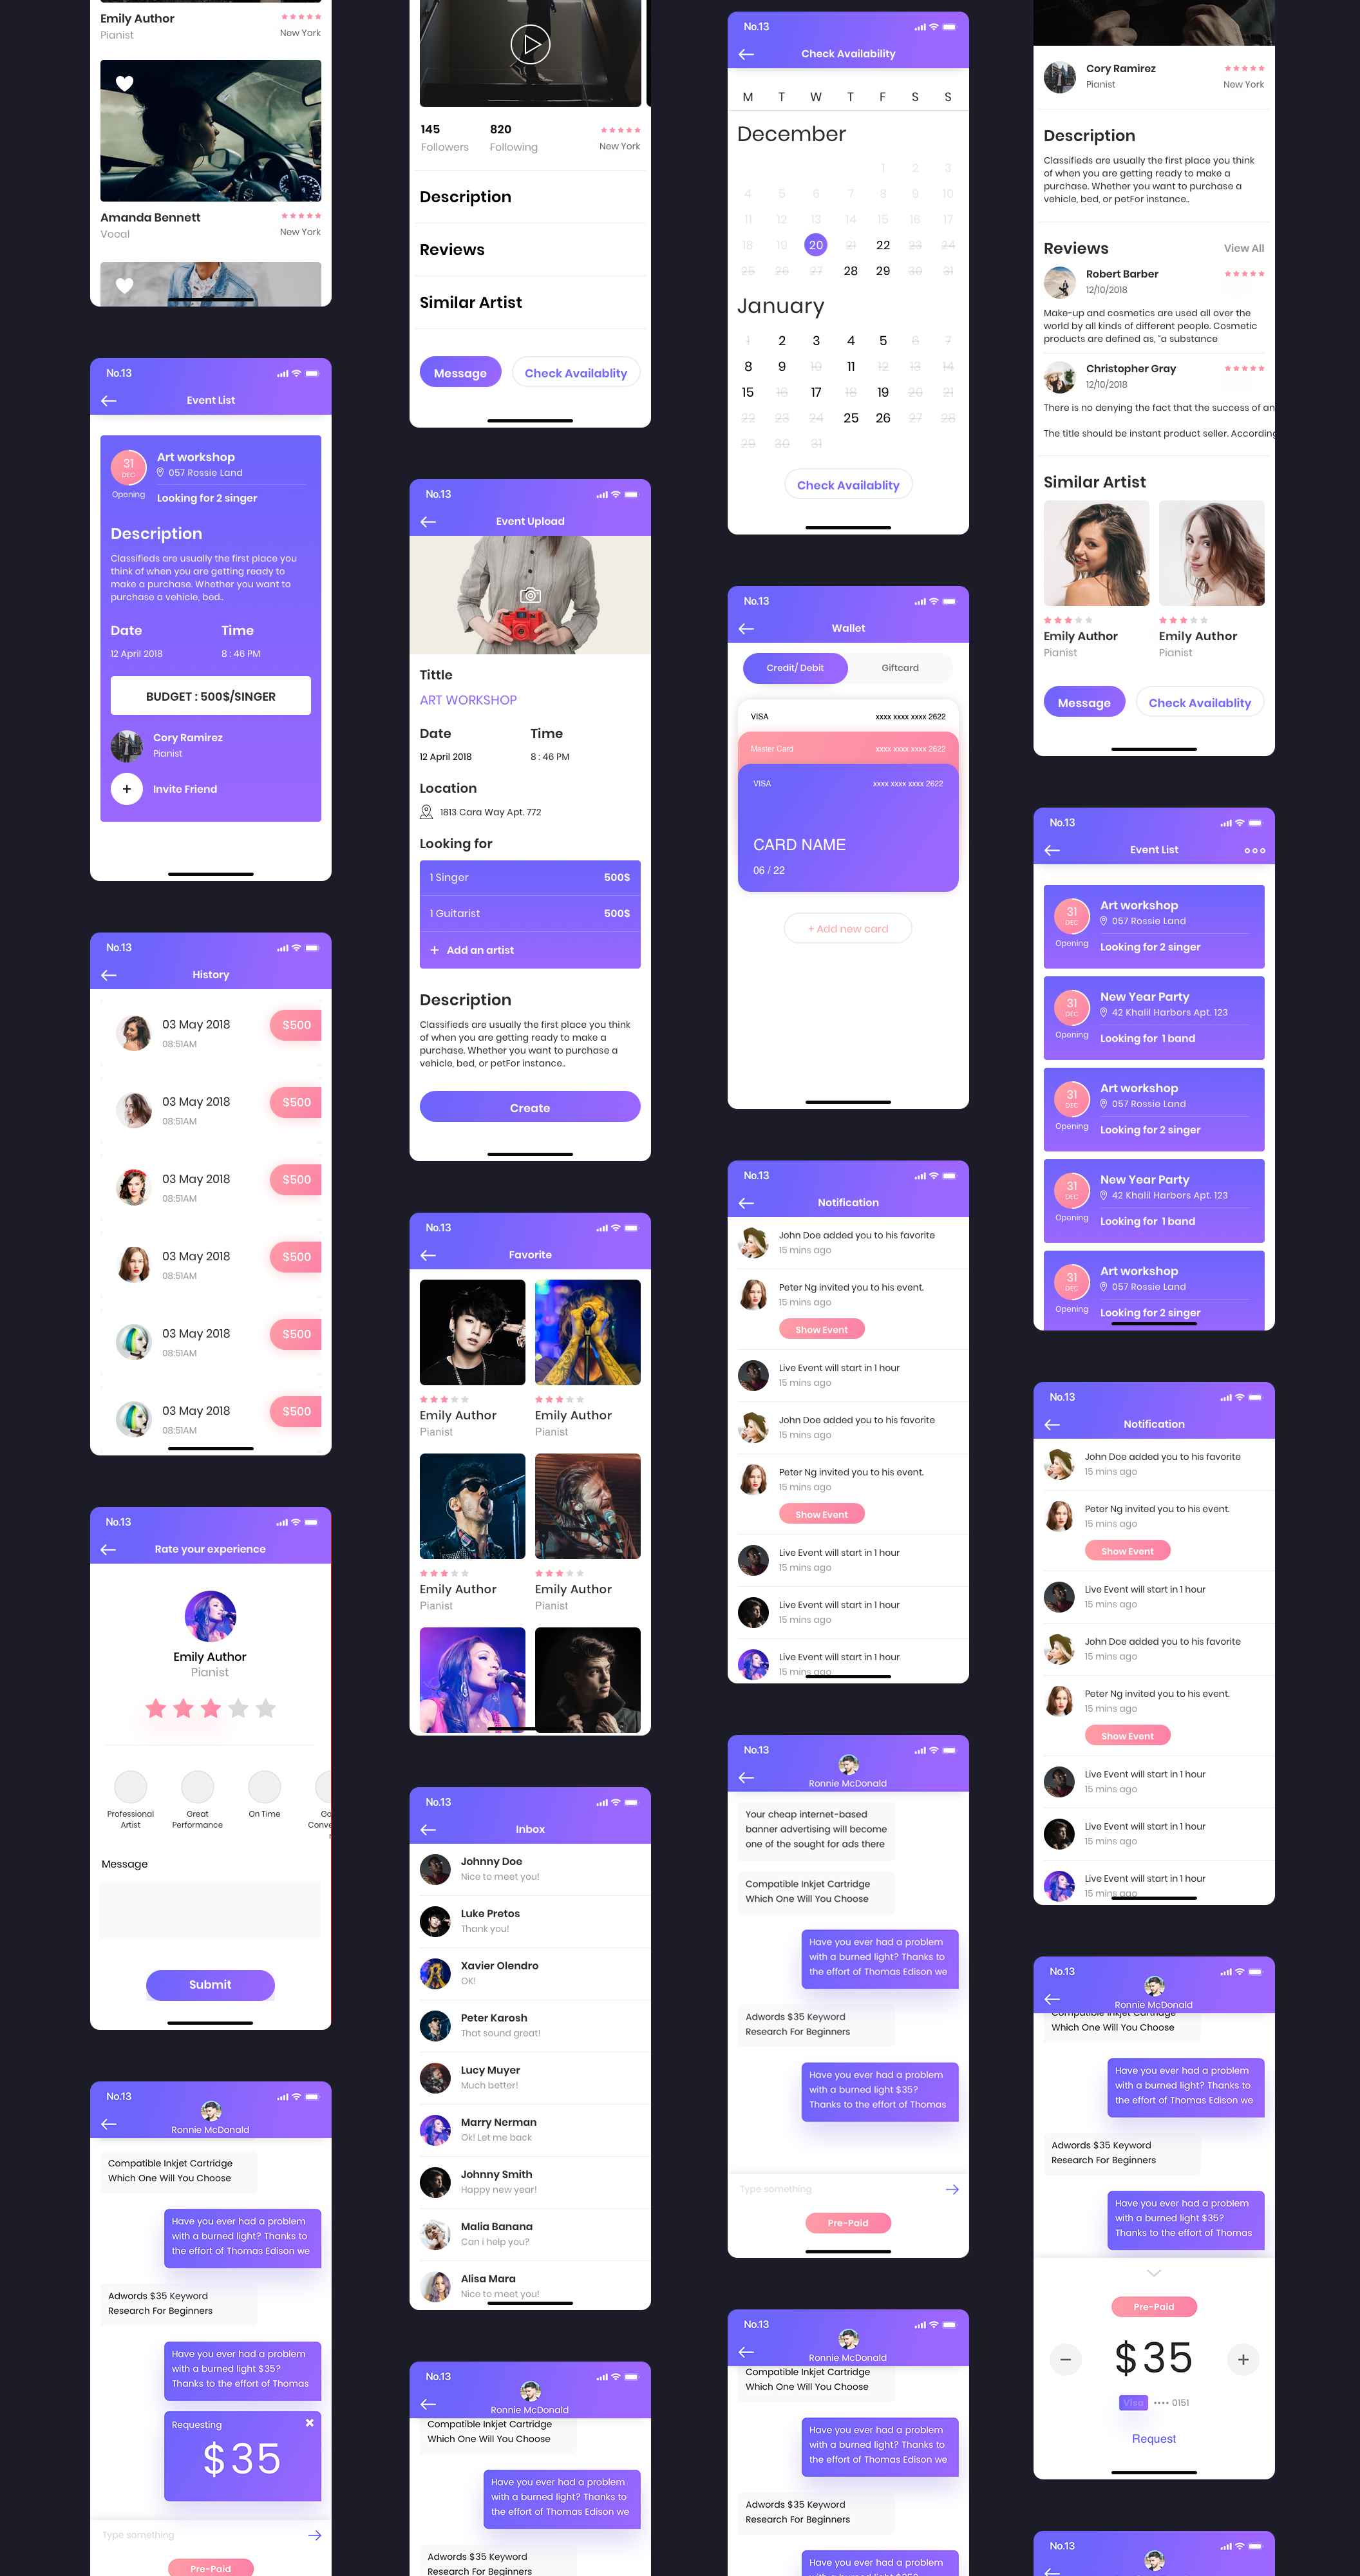 Emily Author
Pianist
New York
Amanda Bennett
Vocal
New York
No.13
Event List
31
DEC
Opening
Art workshop
057 Rossie Land
Looking for 2 singer
Description
Classifieds are usually the first place you
think of when you are getting ready to
make a purchase. Whether you want to
purchase a vehicle, bed..
Date
Time
12 April 2018
8 : 46 PM
BUDGET : 500$/SINGER
Cory Ramirez
Pianist
+
Invite Friend
No.13
History
03 May 2018
08:51AM
$500
03 May 2018
08:51AM
$500
03 May 2018
08:51AM
$500
03 May 2018
08:51AM
$500
03 May 2018
08:51AM
$500
03 May 2018
08:51AM
$500
No.13
Rate your experience
Emily Author
Pianist
Professional
Artist
Great
Performance
On Time
Message
Submit
No.13
Ronnie McDonald
Compatible Inkjet Cartridge
Which One Will You Choose
Have you ever had a problem
with a burned light? Thanks to
the effort of Thomas Edison we
Adwords $35 Keyword
Research For Beginners
Have you ever had a problem
with a burned light $35?
Thanks to the effort of Thomas
Requesting
$35
Type something
Pre-Paid
145
Followers
820
Following
New York
Description
Reviews
Similar Artist
Message
Check Availablity
No.13
Event Upload
Tittle
ART WORKSHOP
Date
Time
12 April 2018
8 : 46 PM
Location
1813 Cara Way Apt. 772
Looking for
1 Singer
500$
1 Guitarist
500$
+ Add an artist
Description
Classifieds are usually the first place you think
of when you are getting ready to make a
purchase. Whether you want to purchase a
vehicle, bed, or petFor instance..
Create
No.13
Favorite
Emily Author
Pianist
Emily Author
Pianist
Emily Author
Pianist
Emily Author
Pianist
No.13
Inbox
Johnny Doe
Nice to meet you!
Luke Pretos
Thank you!
Xavier Olendro
OK!
Peter Karosh
That sound great!
Lucy Muyer
Much better!
Marry Nerman
Ok! Let me back
Johnny Smith
Happy new year!
Malia Banana
Can i help you?
Alisa Mara
Nice to meet you!
No.13
Ronnie McDonald
Compatible Inkjet Cartridge
Which One Will You Choose
Have you ever had a problem
with a burned light? Thanks to
the effort of Thomas Edison we
Adwords $35 Keyword
Research For Beginners
No.13
Check Availability
M T W T F S S
December
1 2 3
4 5 6 7 8 9 10
11 12 13 14 15 16 17
18 19 20 21 22 23 24
25 26 27 28 29 30 31
January
1 2 3 4 5 6 7
8 9 10 11 12 13 14
15 16 17 18 19 20 21
22 23 24 25 26 27 28
29 30 31
Check Availablity
No.13
Wallet
Credit/ Debit
Giftcard
VISA
xxxx xxxx xxxx 2622
Master Card
xxxx xxxx xxxx 2622
VISA
xxxx xxxx xxxx 2622
CARD NAME
06 / 22
+ Add new card
No.13
Notification
John Doe added you to his favorite
15 mins ago
Peter Ng invited you to his event.
15 mins ago
Show Event
Live Event will start in 1 hour
15 mins ago
John Doe added you to his favorite
15 mins ago
Peter Ng invited you to his event.
15 mins ago
Show Event
Live Event will start in 1 hour
15 mins ago
Live Event will start in 1 hour
15 mins ago
Live Event will start in 1 hour
15 mins ago
No.13
Ronnie McDonald
Your cheap internet-based
banner advertising will become
one of the sought for ads there
Compatible Inkjet Cartridge
Which One Will You Choose
Have you ever had a problem
with a burned light? Thanks to
the effort of Thomas Edison we
Adwords $35 Keyword
Research For Beginners
Have you ever had a problem
with a burned light $35?
Thanks to the effort of Thomas
Type something
Pre-Paid
No.13
Ronnie McDonald
Compatible Inkjet Cartridge
Which One Will You Choose
Have you ever had a problem
with a burned light? Thanks to
the effort of Thomas Edison we
Adwords $35 Keyword
Research For Beginners
Have you ever had a problem
Cory Ramirez
Pianist
New York
Description
Classifieds are usually the first place you think
of when you are getting ready to make a
purchase. Whether you want to purchase a
vehicle, bed, or petFor instance..
Reviews
View All
Robert Barber
12/10/2018
Make-up and cosmetics are used all over the
world by all kinds of different people. Cosmetic
products are defined as, "a substance
Christopher Gray
12/10/2018
There is no denying the fact that the success of an
The title should be instant product seller. According
Similar Artist
Emily Author
Pianist
Emily Author
Pianist
Message
Check Availablity
No.13
Event List
31
DEC
Opening
Art workshop
057 Rossie Land
Looking for 2 singer
31
DEC
Opening
New Year Party
42 Khalil Harbors Apt. 123
Looking for 1 band
31
DEC
Opening
Art workshop
057 Rossie Land
Looking for 2 singer
31
DEC
Opening
New Year Party
42 Khalil Harbors Apt. 123
Looking for 1 band
31
DEC
Opening
Art workshop
057 Rossie Land
Looking for 2 singer
No.13
Notification
John Doe added you to his favorite
15 mins ago
Peter Ng invited you to his event.
15 mins ago
Show Event
Live Event will start in 1 hour
15 mins ago
John Doe added you to his favorite
15 mins ago
Peter Ng invited you to his event.
15 mins ago
Show Event
Live Event will start in 1 hour
15 mins ago
Live Event will start in 1 hour
15 mins ago
Live Event will start in 1 hour
15 mins ago
No.13
Ronnie McDonald
Compatible Inkjet Cartridge
Which One Will You Choose
Have you ever had a problem
with a burned light? Thanks to
the effort of Thomas Edison we
Adwords $35 Keyword
Research For Beginners
Have you ever had a problem
with a burned light $35?
Thanks to the effort of Thomas
Pre-Paid
−
$35
+
Visa
•••• 0151
Request
No.13